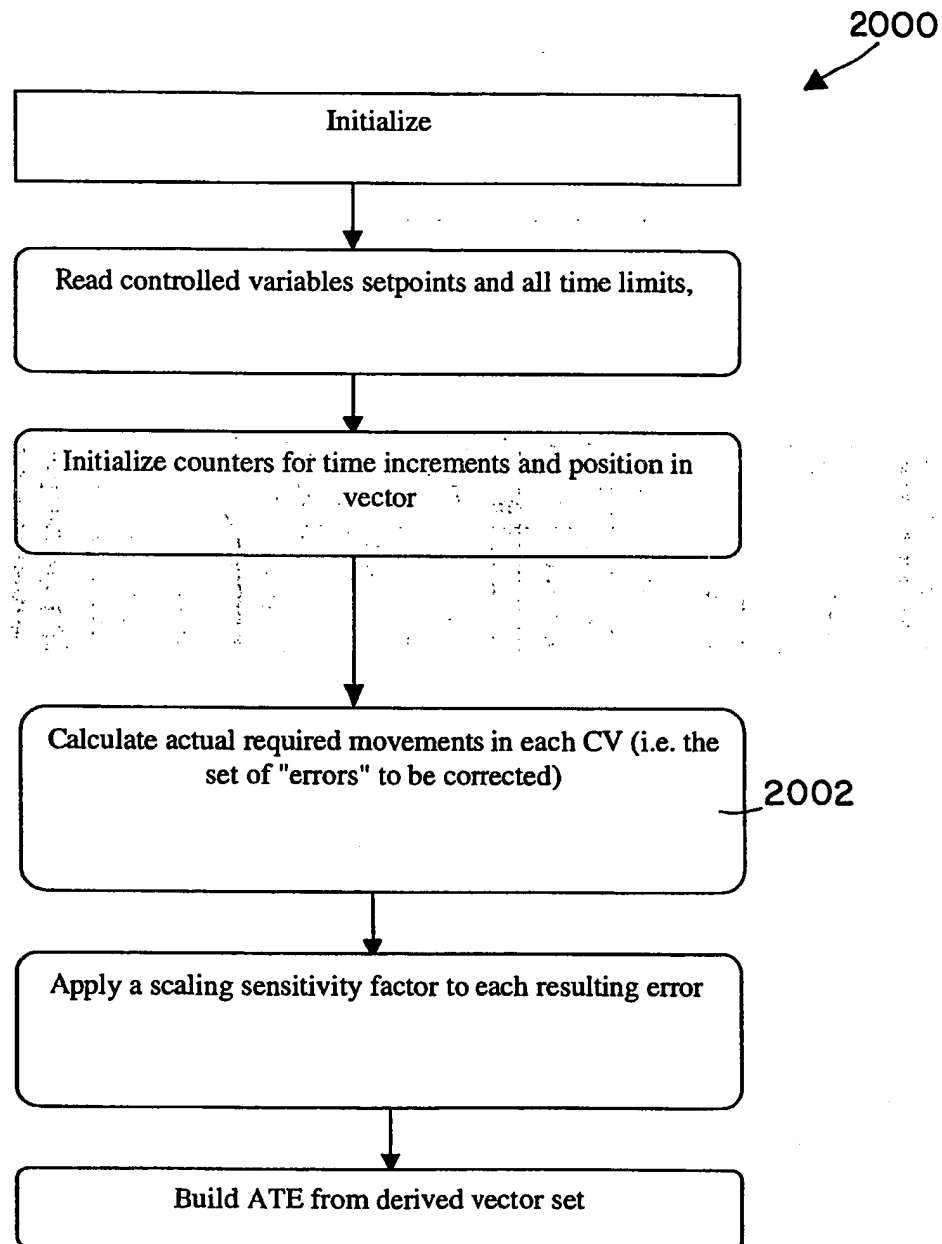 2000
Initialize
Read controlled variables setpoints and all time limits,
Initialize counters for time increments and position in
vector
Calculate actual required movements in each CV (i.e. the
set of "errors" to be corrected)
2002
Apply a scaling sensitivity factor to each resulting error
Build ATE from derived vector set